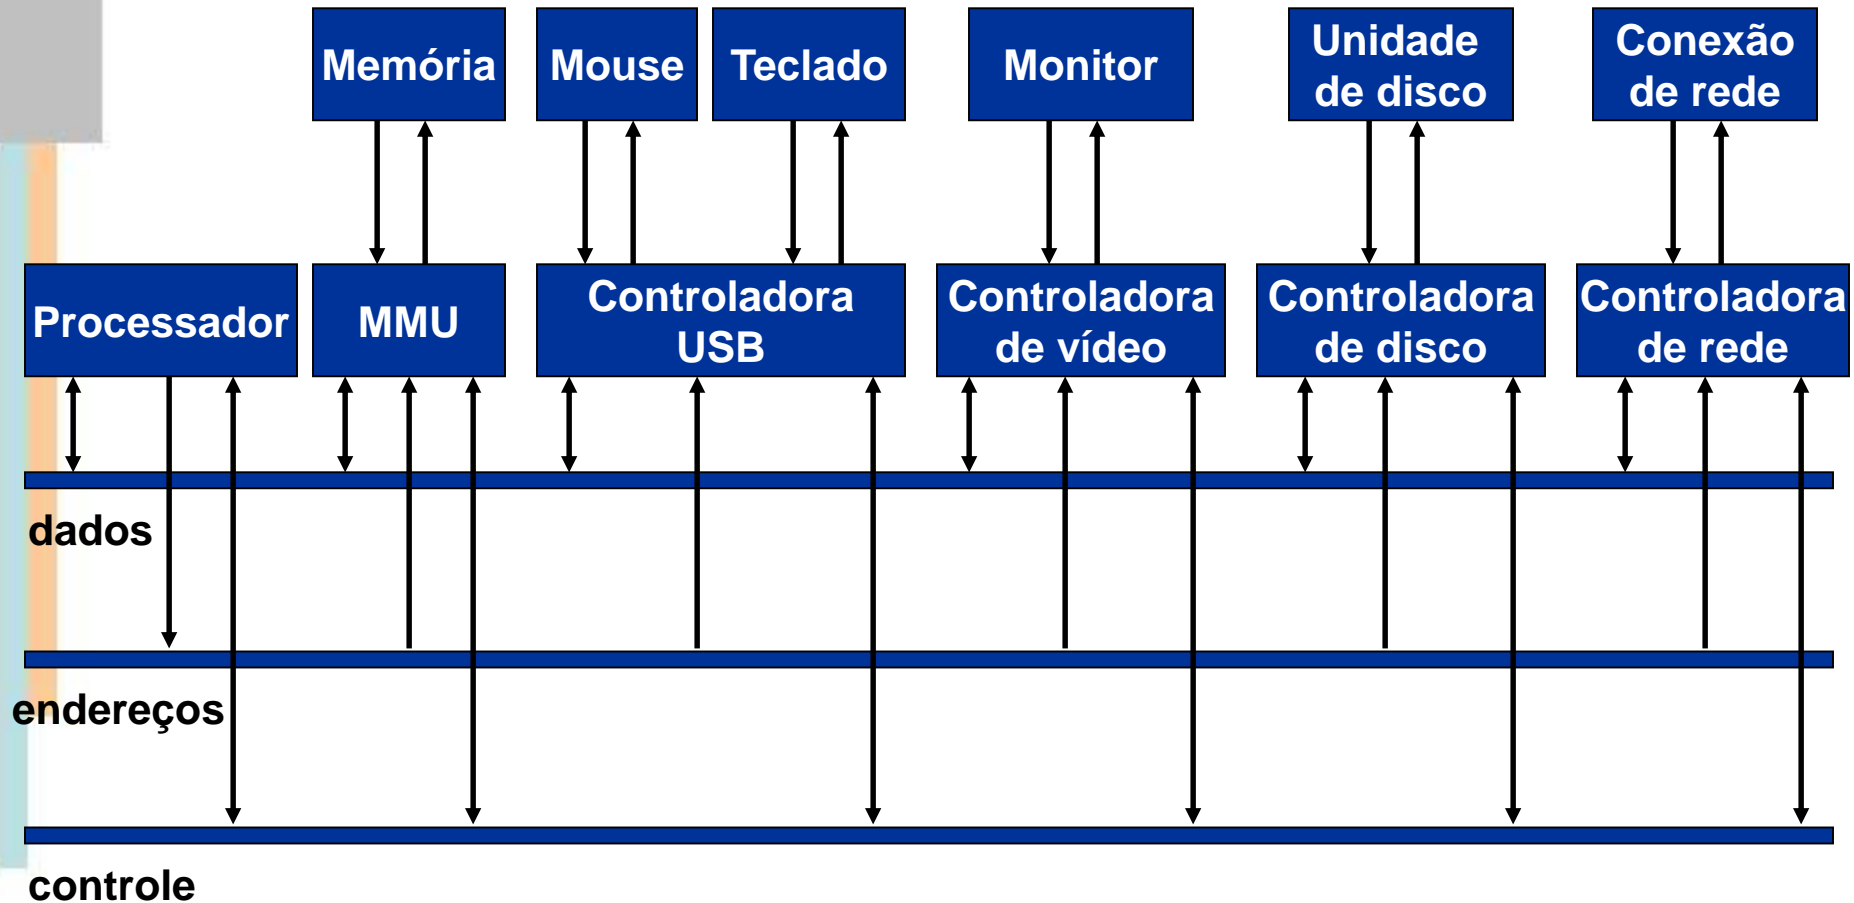 Memória
Mouse
Teclado
Monitor
Unidade
de disco
Conexão
de rede
Processador
MMU
Controladora
USB
Controladora
de vídeo
Controladora
de disco
Controladora
de rede
dados
endereços
controle